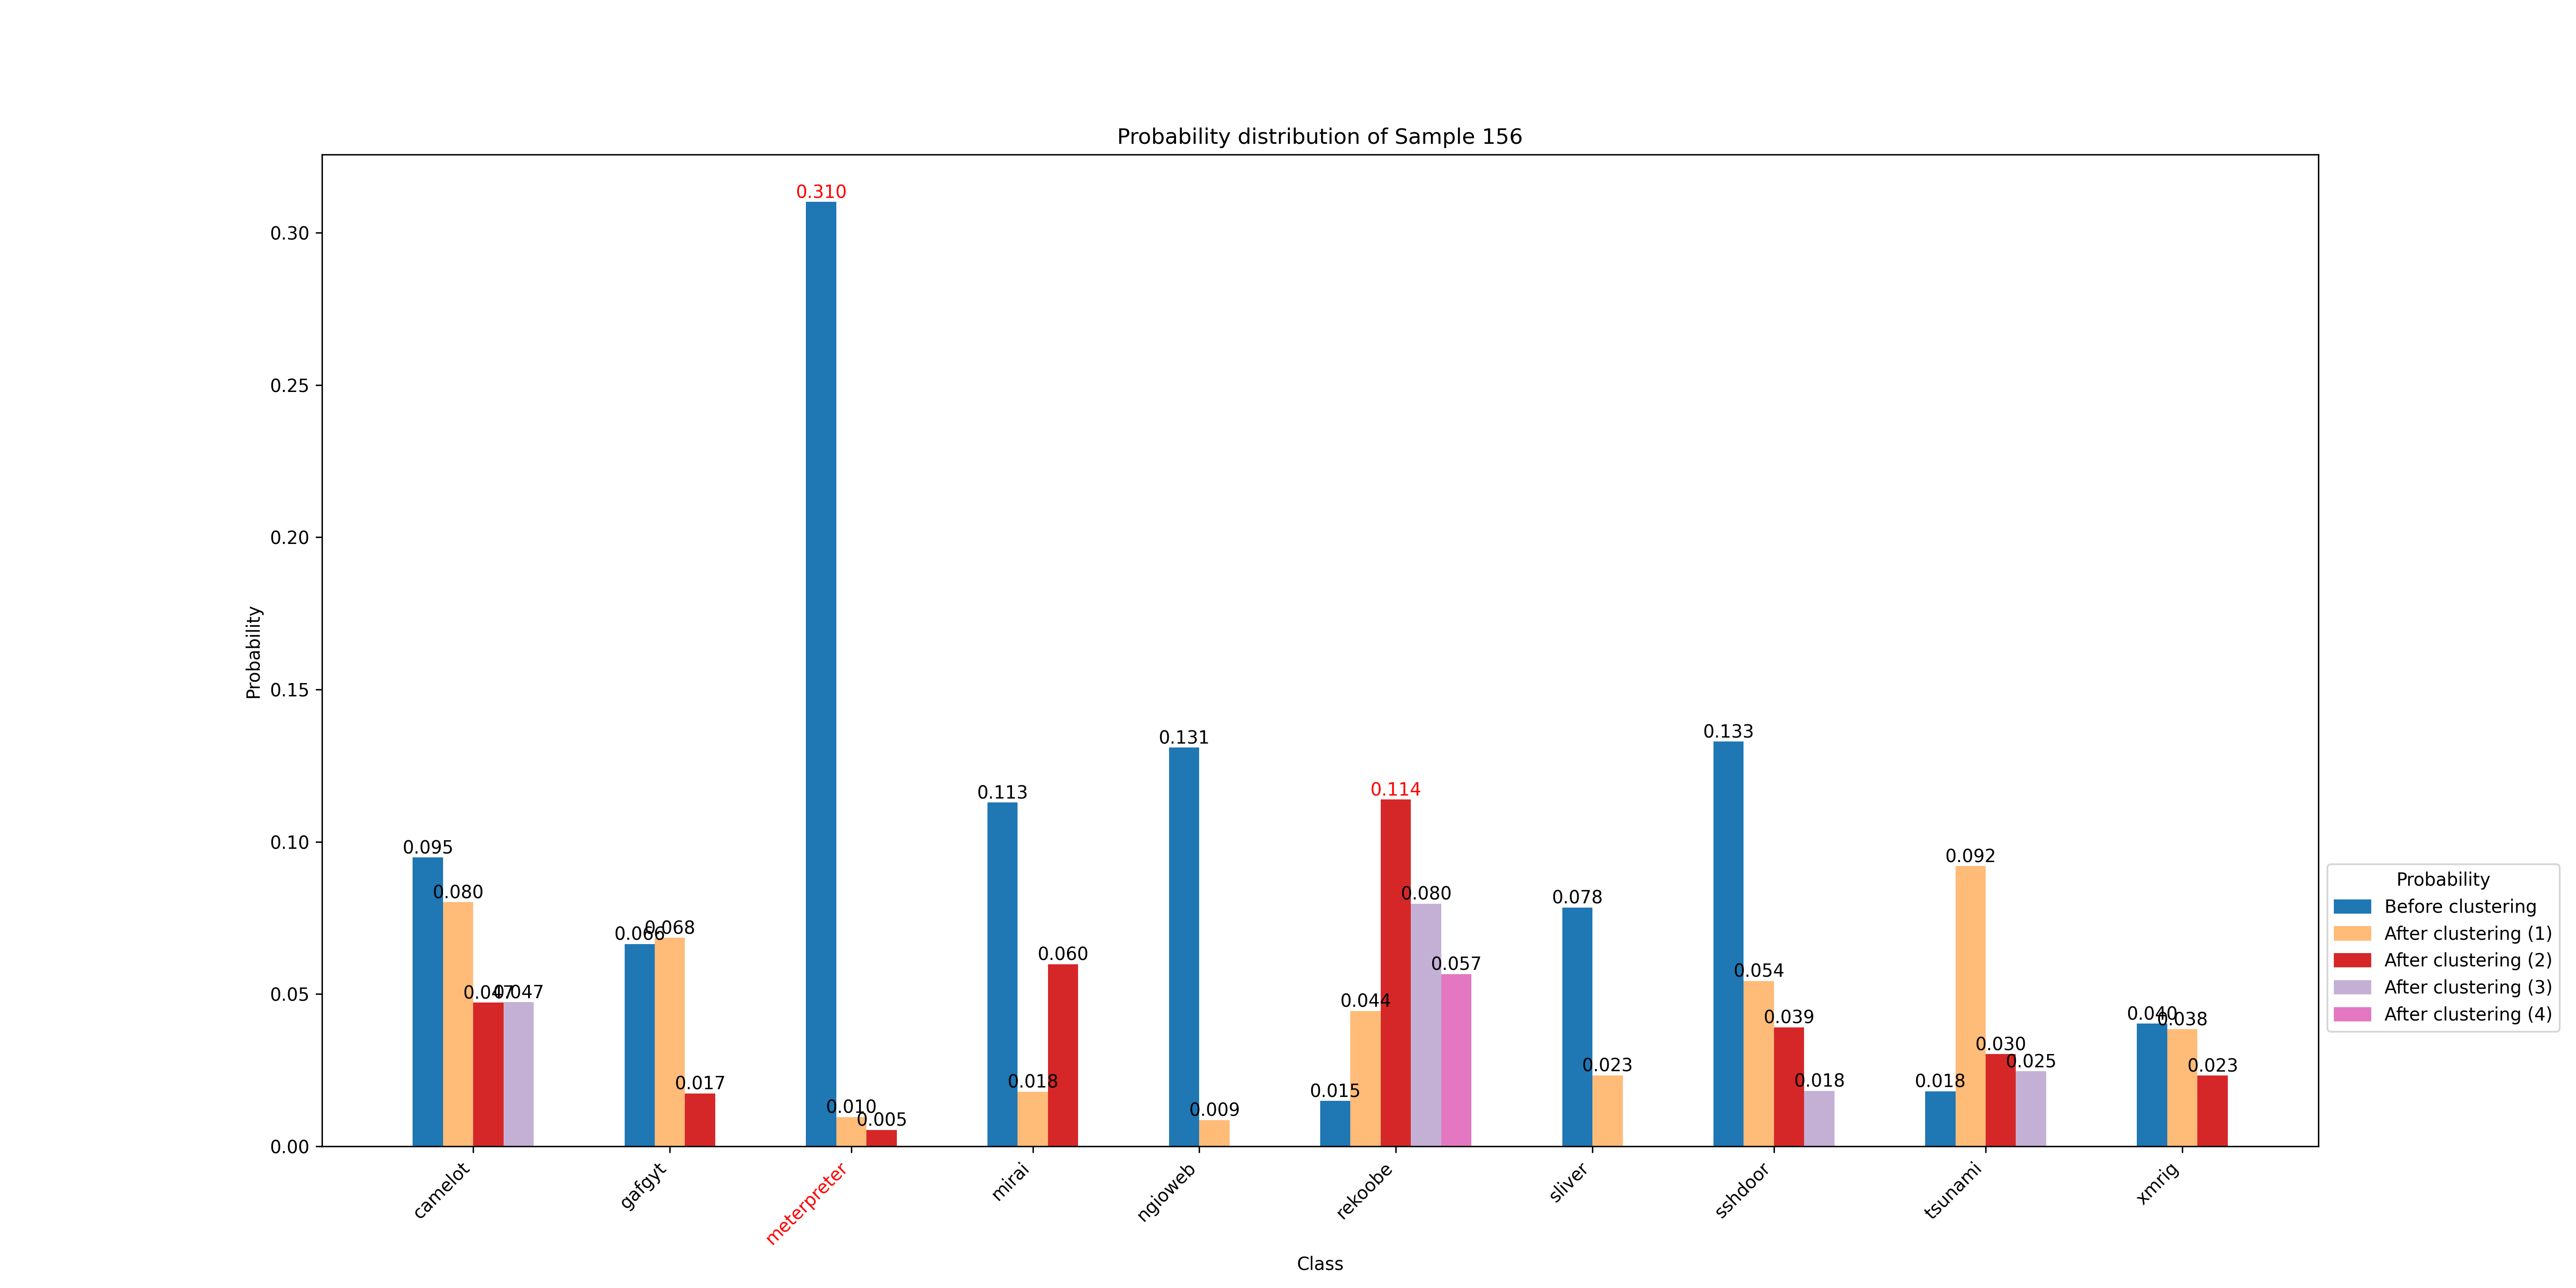 Probability distribution of Sample 156
Probability
0.30
0.25
0.20
0.15
0.10
0.05
0.00
0.095
0.080
0.047
0.047
0.066
0.068
0.017
0.310
0.010
0.005
0.113
0.018
0.060
0.131
0.009
0.015
0.044
0.114
0.080
0.057
0.078
0.023
0.133
0.054
0.039
0.018
0.018
0.092
0.030
0.025
0.040
0.038
0.023
camelot
gafgyt
meterpreter
mirai
ngioweb
rekoobe
sliver
sshdoor
tsunami
xmrig
Class
Probability
Before clustering
After clustering (1)
After clustering (2)
After clustering (3)
After clustering (4)